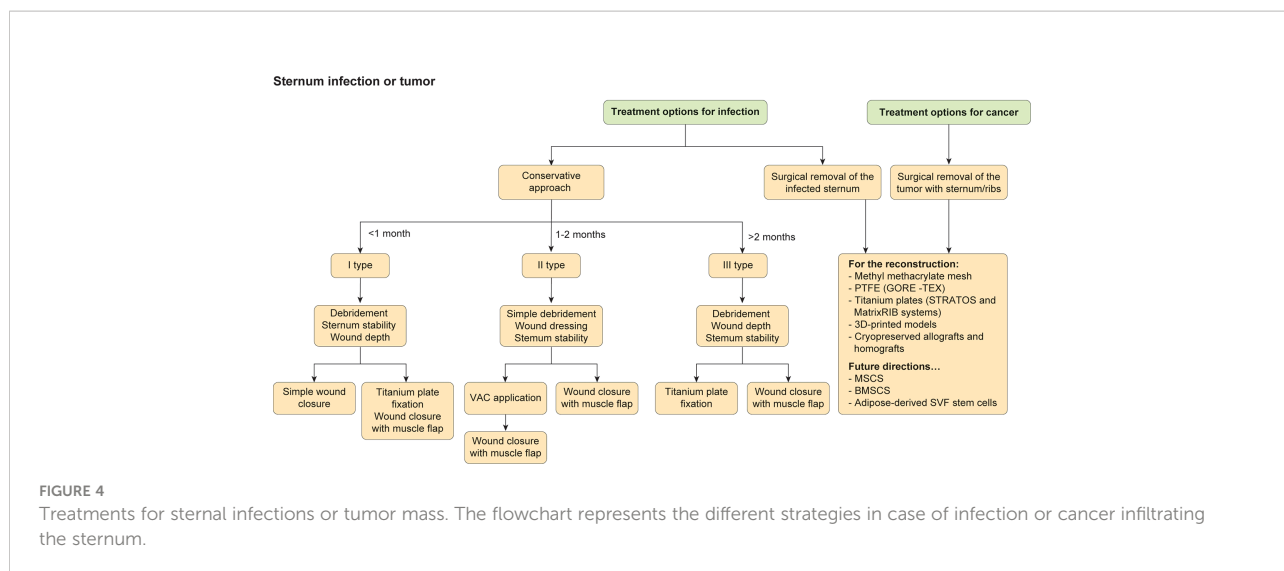 Sternum infection or tumor
Treatment options for infection
Treatment options for cancer
Conservative
approach
Surgical removal of the
infected sternum
Surgical removal of the
tumor with sternum/ribs
<1 month
1-2 months
>2 months
I type
II type
III type
For the reconstruction:
- Methyl methacrylate mesh
- PTFE (GORE -TEX)
- Titanium plates (STRATOS and
MatrixRIB systems)
- 3D-printed models
- Cryopreserved allografts and
homografts
Future directions…
- MSCS
- BMSCS
- Adipose-derived SVF stem cells
Debridement
Sternum stability
Wound depth
Simple debridement
Wound dressing
Stemum stability
Debridement
Wound depth
Stemum stability
Simple wound
closure
Titanium plate
fixation
Wound closure
with muscle flap
VAC application
Wound closure
with muscle flap
Titanium plate
fixation
Wound closure
with muscle flap
Wound closure
with muscle flap
FIGURE 4
Treatments for sternal infections or tumor mass. The flowchart represents the different strategies in case of infection or cancer infiltrating
the sternum.